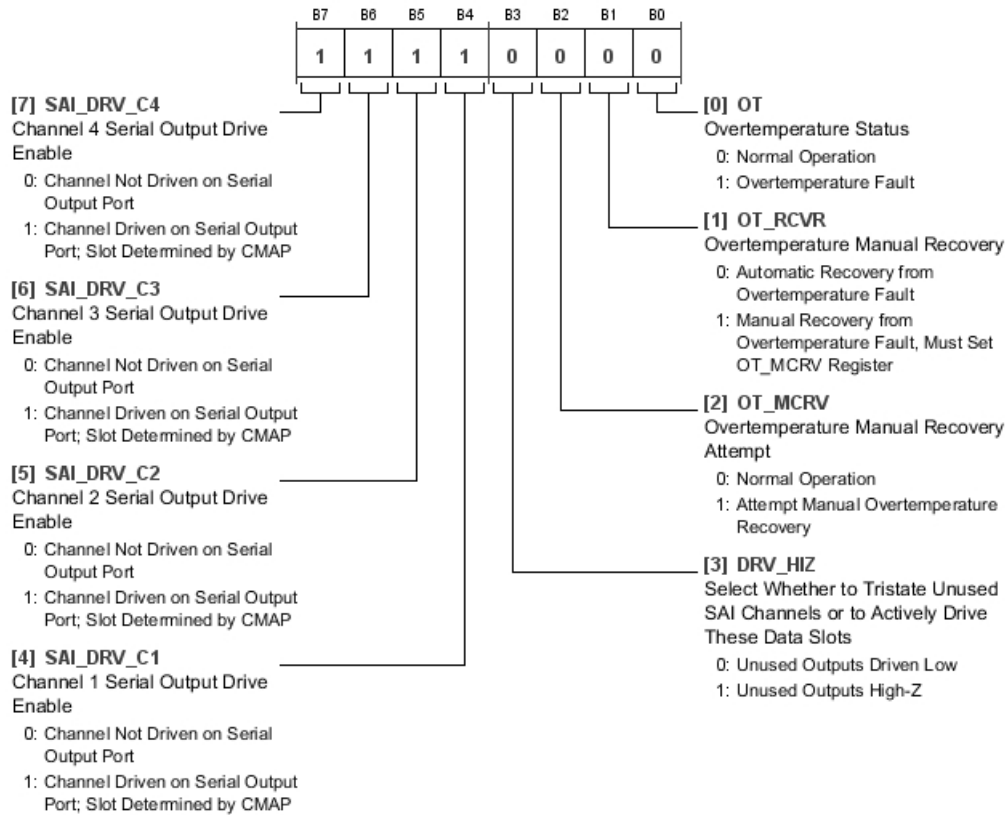 B7 B6 B5 B4 B3 B2 B1 B0
1 1 1 1 0 0 0 0
[7] SAI_DRV_C4
Channel 4 Serial Output Drive
Enable
0: Channel Not Driven on Serial
Output Port
1: Channel Driven on Serial Output
Port; Slot Determined by CMAP
[6] SAI_DRV_C3
Channel 3 Serial Output Drive
Enable
0: Channel Not Driven on Serial
Output Port
1: Channel Driven on Serial Output
Port; Slot Determined by CMAP
[5] SAI_DRV_C2
Channel 2 Serial Output Drive
Enable
0: Channel Not Driven on Serial
Output Port
1: Channel Driven on Serial Output
Port; Slot Determined by CMAP
[4] SAI_DRV_C1
Channel 1 Serial Output Drive
Enable
0: Channel Not Driven on Serial
Output Port
1: Channel Driven on Serial Output
Port; Slot Determined by CMAP
[0] OT
Overtemperature Status
0: Normal Operation
1: Overtemperature Fault
[1] OT_RCVR
Overtemperature Manual Recovery
0: Automatic Recovery from
Overtemperature Fault
1: Manual Recovery from
Overtemperature Fault, Must Set
OT_MCRV Register
[2] OT_MCRV
Overtemperature Manual Recovery
Attempt
0: Normal Operation
1: Attempt Manual Overtemperature
Recovery
[3] DRV_HIZ
Select Whether to Tristate Unused
SAI Channels or to Actively Drive
These Data Slots
0: Unused Outputs Driven Low
1: Unused Outputs High-Z